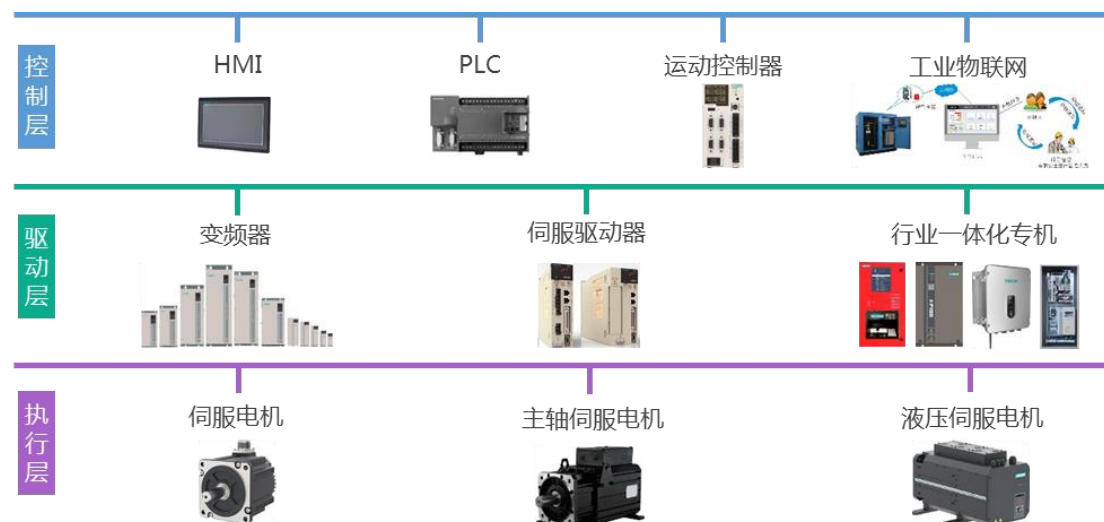 控制层
HMI
PLC
运动控制器
工业物联网
驱动层
变频器
伺服驱动器
行业一体化专机
执行层
伺服电机
主轴伺服电机
液压伺服电机